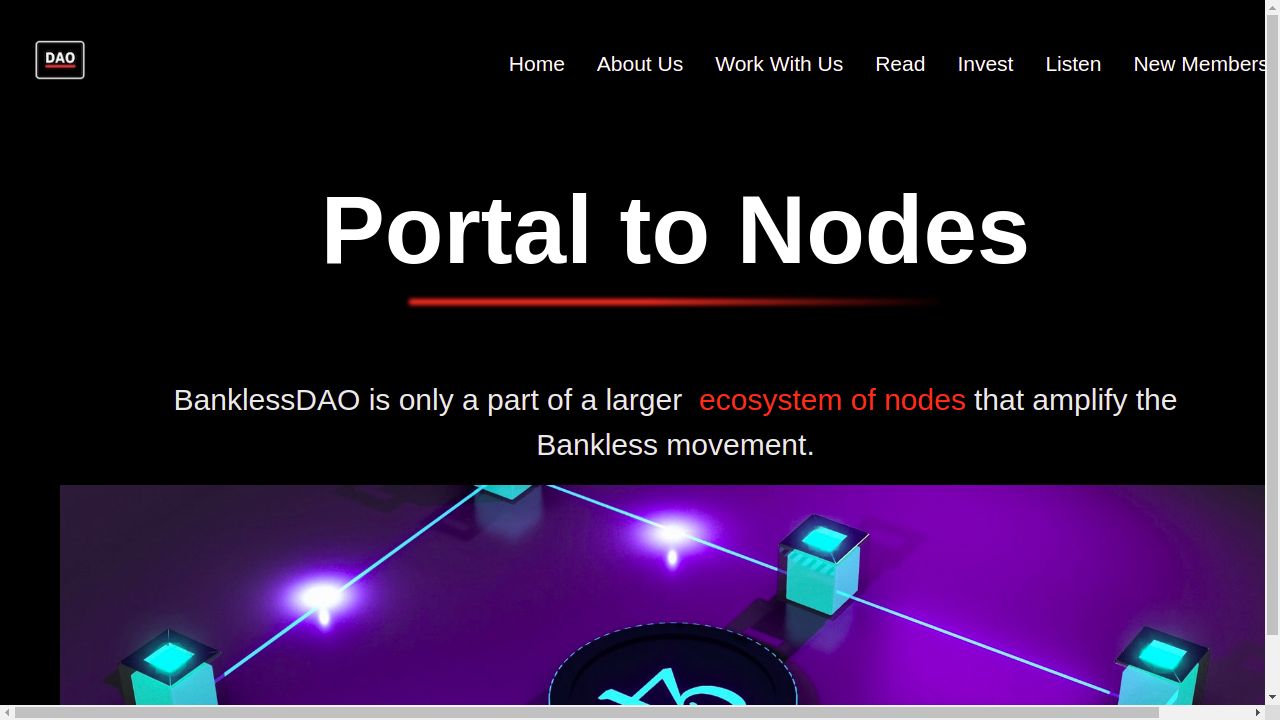 DAO
Home About Us Work With Us Read Invest Listen New Members
Portal to Nodes
BanklessDAO is only a part of a larger ecosystem of nodes that amplify the
Bankless movement.